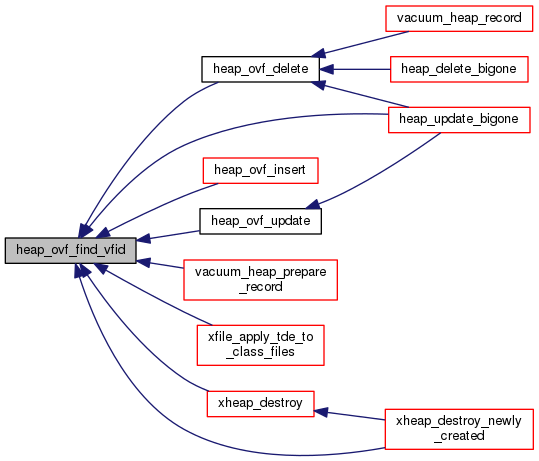 vacuum_heap_record
heap_ovf_delete
heap_delete_bigone
heap_update_bigone
heap_ovf_insert
heap_ovf_update
heap_ovf_find_vfid
vacuum_heap_prepare
_record
xfile_apply_tde_to
_class_files
xheap_destroy
xheap_destroy_newly
_created